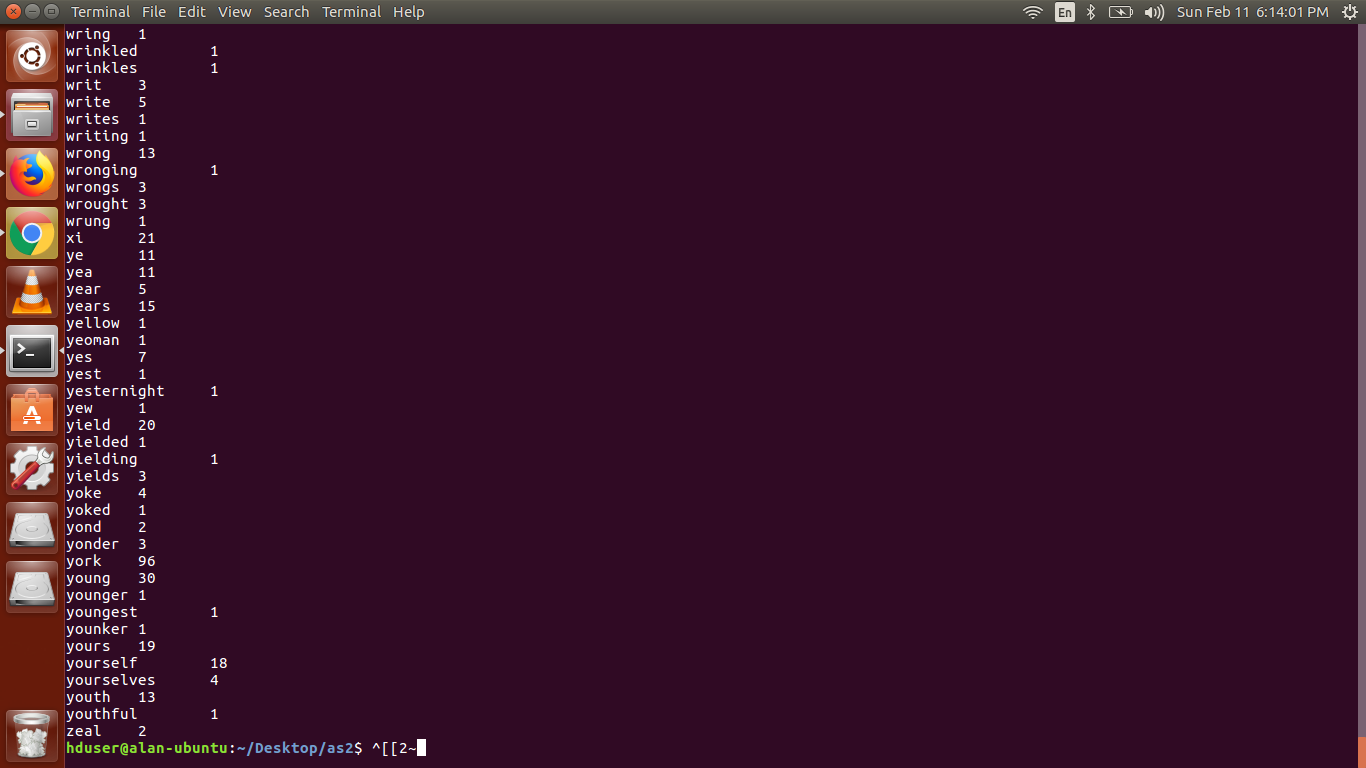 Terminal File Edit View Search Terminal Help En Sun Feb 11 6:14:01 PM
wring 1
wrinkled 1
wrinkles 1
writ 3
write 5
writes 1
writing 1
wrong 13
wronging 1
wrongs 3
wrought 3
wrung 1
xi 21
ye 11
yea 11
year 5
years 15
yellow 1
yeoman 1
yes 7
yest 1
yesternight 1
yew 1
yield 20
yielded 1
yielding 1
yields 3
yoke 4
yoked 1
yond 2
yonder 3
york 96
young 30
younger 1
youngest 1
younker 1
yours 19
yourself 18
yourselves 4
youth 13
youthful 1
zeal 2
hduser@alan-ubuntu:~/Desktop/as2$ ^[[2~